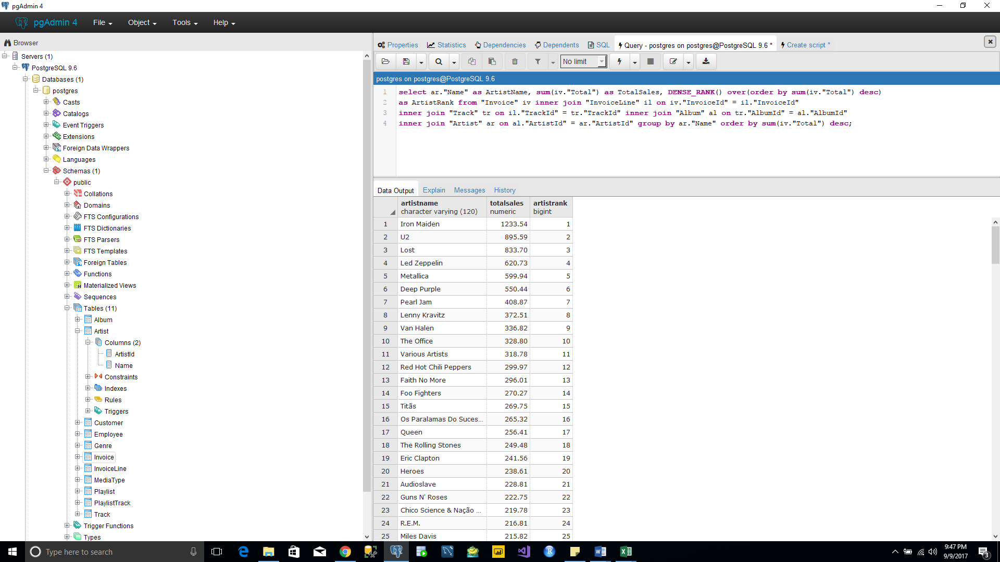 pgAdmin 4
pgAdmin 4 File Object Tools Help
Browser
Servers (1)
PostgreSQL 9.6
Databases (1)
postgres
Casts
Catalogs
Event Triggers
Extensions
Foreign Data Wrappers
Languages
Schemas (1)
public
Collations
Domains
FTS Configurations
FTS Dictionaries
FTS Parsers
FTS Templates
Foreign Tables
Functions
Materialized Views
Sequences
Tables (11)
Album
Artist
Columns (2)
ArtistId
Name
Constraints
Indexes
Rules
Triggers
Customer
Employee
Genre
Invoice
InvoiceLine
MediaType
Playlist
PlaylistTrack
Track
Trigger Functions
Types
Properties Statistics Dependencies Dependents SQL Query - postgres on postgres@PostgreSQL 9.6 * Create script *
No limit
postgres on postgres@PostgreSQL 9.6
1 select ar."Name" as ArtistName, sum(iv."Total") as TotalSales, DENSE_RANK() over(order by sum(iv."Total") desc)
2 as ArtistRank from "Invoice" iv inner join "InvoiceLine" il on iv."InvoiceId" = il."InvoiceId"
3 inner join "Track" tr on il."TrackId" = tr."TrackId" inner join "Album" al on tr."AlbumId" = al."AlbumId"
4 inner join "Artist" ar on al."ArtistId" = ar."ArtistId" group by ar."Name" order by sum(iv."Total") desc;
Data Output Explain Messages History
artistname totalsales artistrank
character varying (120) numeric bigint
1 Iron Maiden 1233.54 1
2 U2 895.59 2
3 Lost 833.70 3
4 Led Zeppelin 620.73 4
5 Metallica 599.94 5
6 Deep Purple 550.44 6
7 Pearl Jam 408.87 7
8 Lenny Kravitz 372.51 8
9 Van Halen 336.82 9
10 The Office 328.80 10
11 Various Artists 318.78 11
12 Red Hot Chili Peppers 299.97 12
13 Faith No More 296.01 13
14 Foo Fighters 270.27 14
15 Titãs 269.75 15
16 Os Paralamas Do Suces... 265.32 16
17 Queen 256.41 17
18 The Rolling Stones 249.48 18
19 Eric Clapton 241.56 19
20 Heroes 238.61 20
21 Audioslave 228.81 21
22 Guns N' Roses 222.75 22
23 Chico Science & Nação ... 219.78 23
24 R.E.M. 216.81 24
25 Miles Davis 215.82 25
Type here to search
9:47 PM
9/9/2017
3